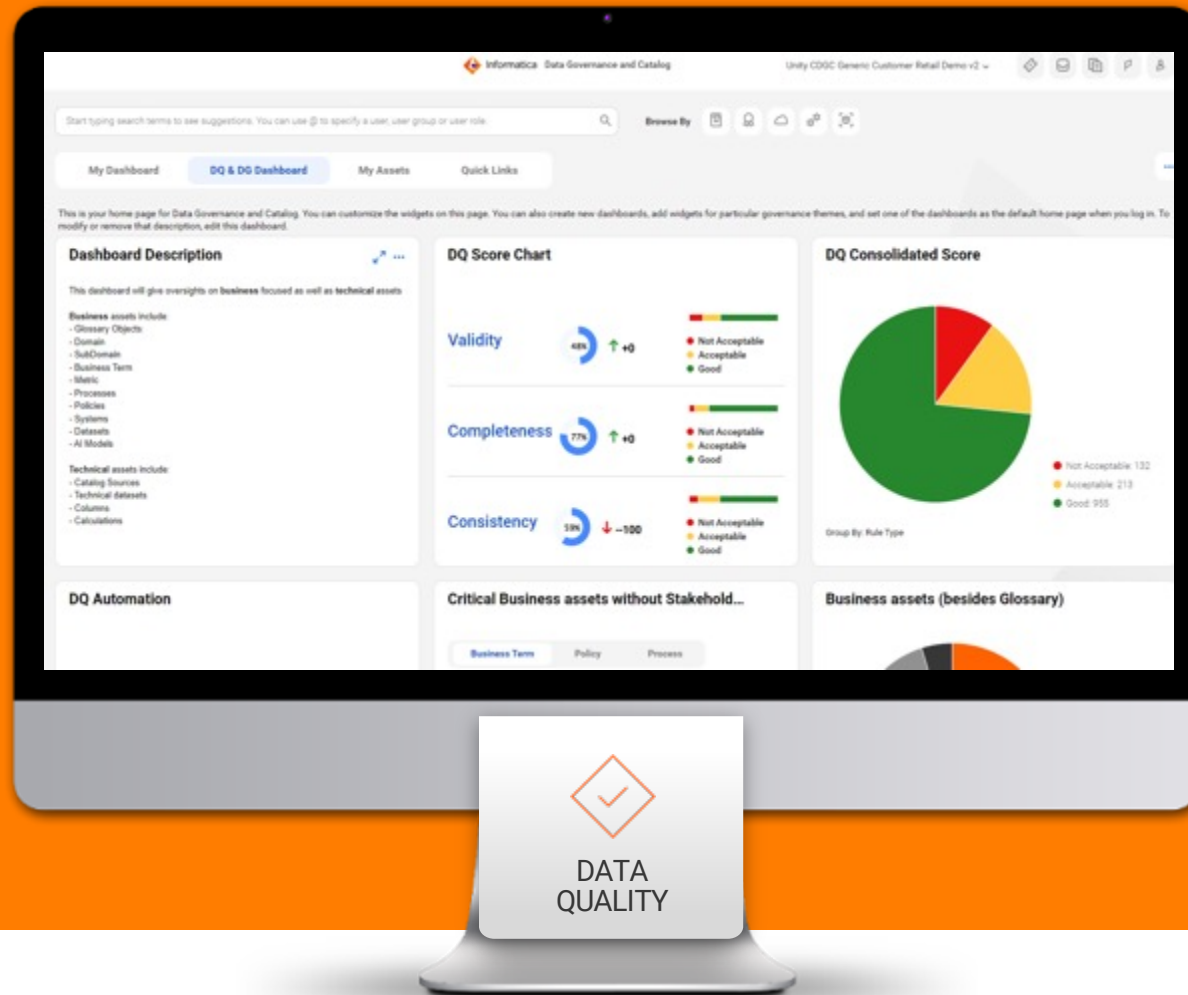 Informatica Data Governance and Catalog
Unity CDGC Generic Customer Retail Demo v2
Start typing search terms to see suggestions. You can use @ to specify a user, user group or user role.
Browse By
My Dashboard
DQ & DG Dashboard
My Assets
Quick Links
This is your home page for Data Governance and Catalog. You can customize the widgets on this page. You can also create new dashboards, add widgets for particular governance themes, and set one of the dashboards as the default home page when you log in. To
modify or remove that description, edit this dashboard.
Dashboard Description
This dashboard will give oversights on business focused as well as technical assets
Business assets include:
- Glossary Objects:
- Domain
- SubDomain
- Business Term
- Metric
- Processes
- Policies
- Systems
- Datasets
- AI Models
Technical assets include:
- Catalog Sources
- Technical datasets
- Columns
- Calculations
DQ Score Chart
Validity
48%
+0
Not Acceptable
Acceptable
Good
Completeness
77%
+0
Not Acceptable
Acceptable
Good
Consistency
59%
--100
Not Acceptable
Acceptable
Good
DQ Consolidated Score
Not Acceptable: 132
Acceptable: 213
Good: 955
Group By: Rule Type
DQ Automation
Critical Business assets without Stakehold...
Business Term
Policy
Process
Business assets (besides Glossary)
DATA
QUALITY